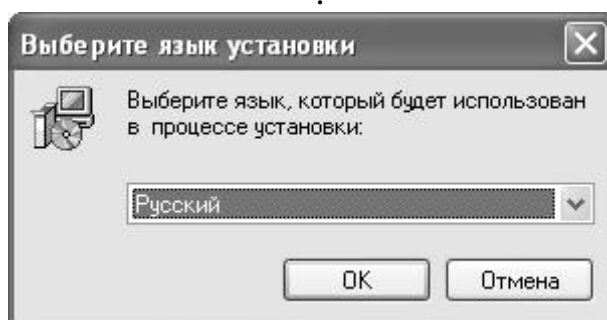 Выберите язык установки
Выберите язык, который будет использован
в процессе установки:
Русский
OK
Отмена